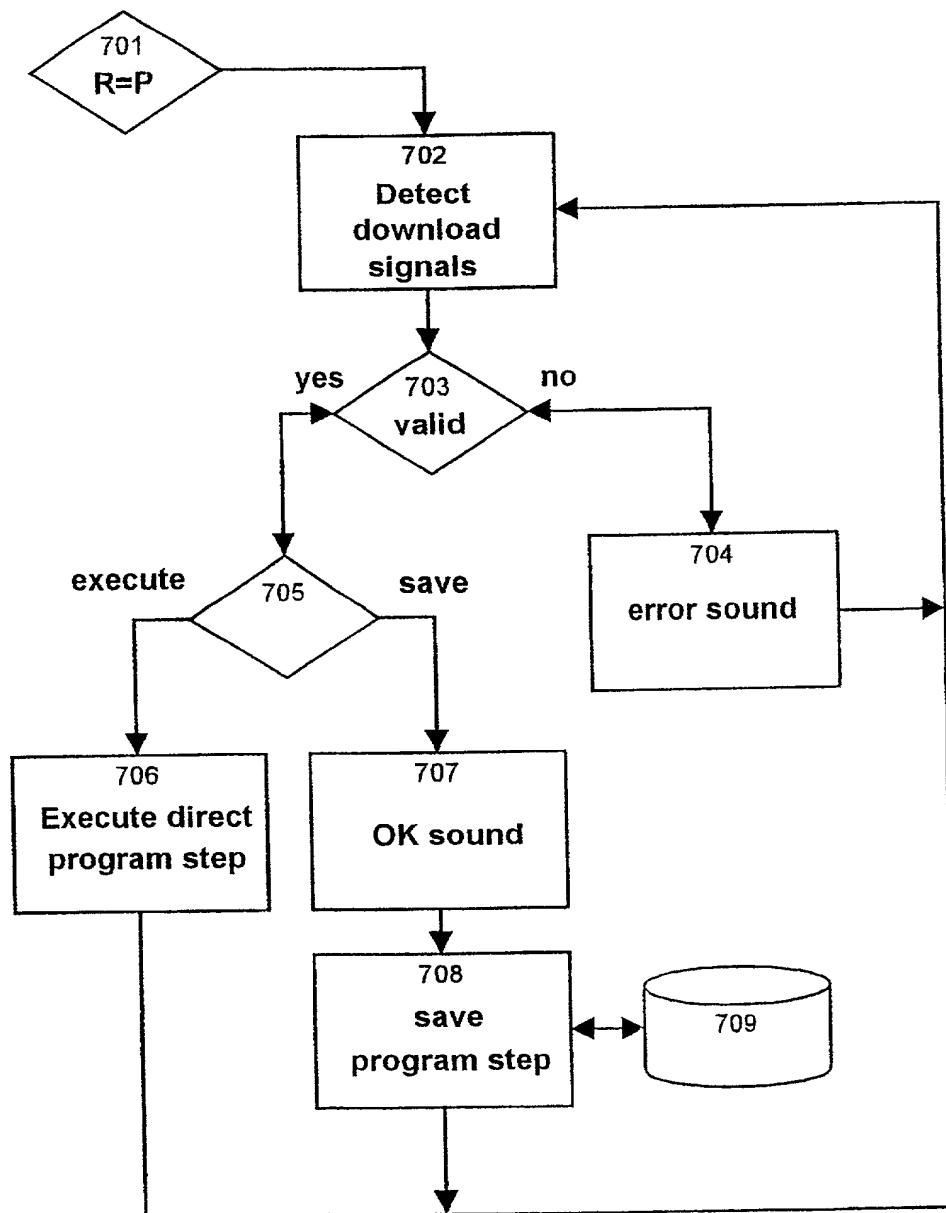 701
R=P
702
Detect
download
signals
yes
703
no
valid
704
error sound
execute
705
save
706
Execute direct
program step
707
OK sound
708
save
program step
709